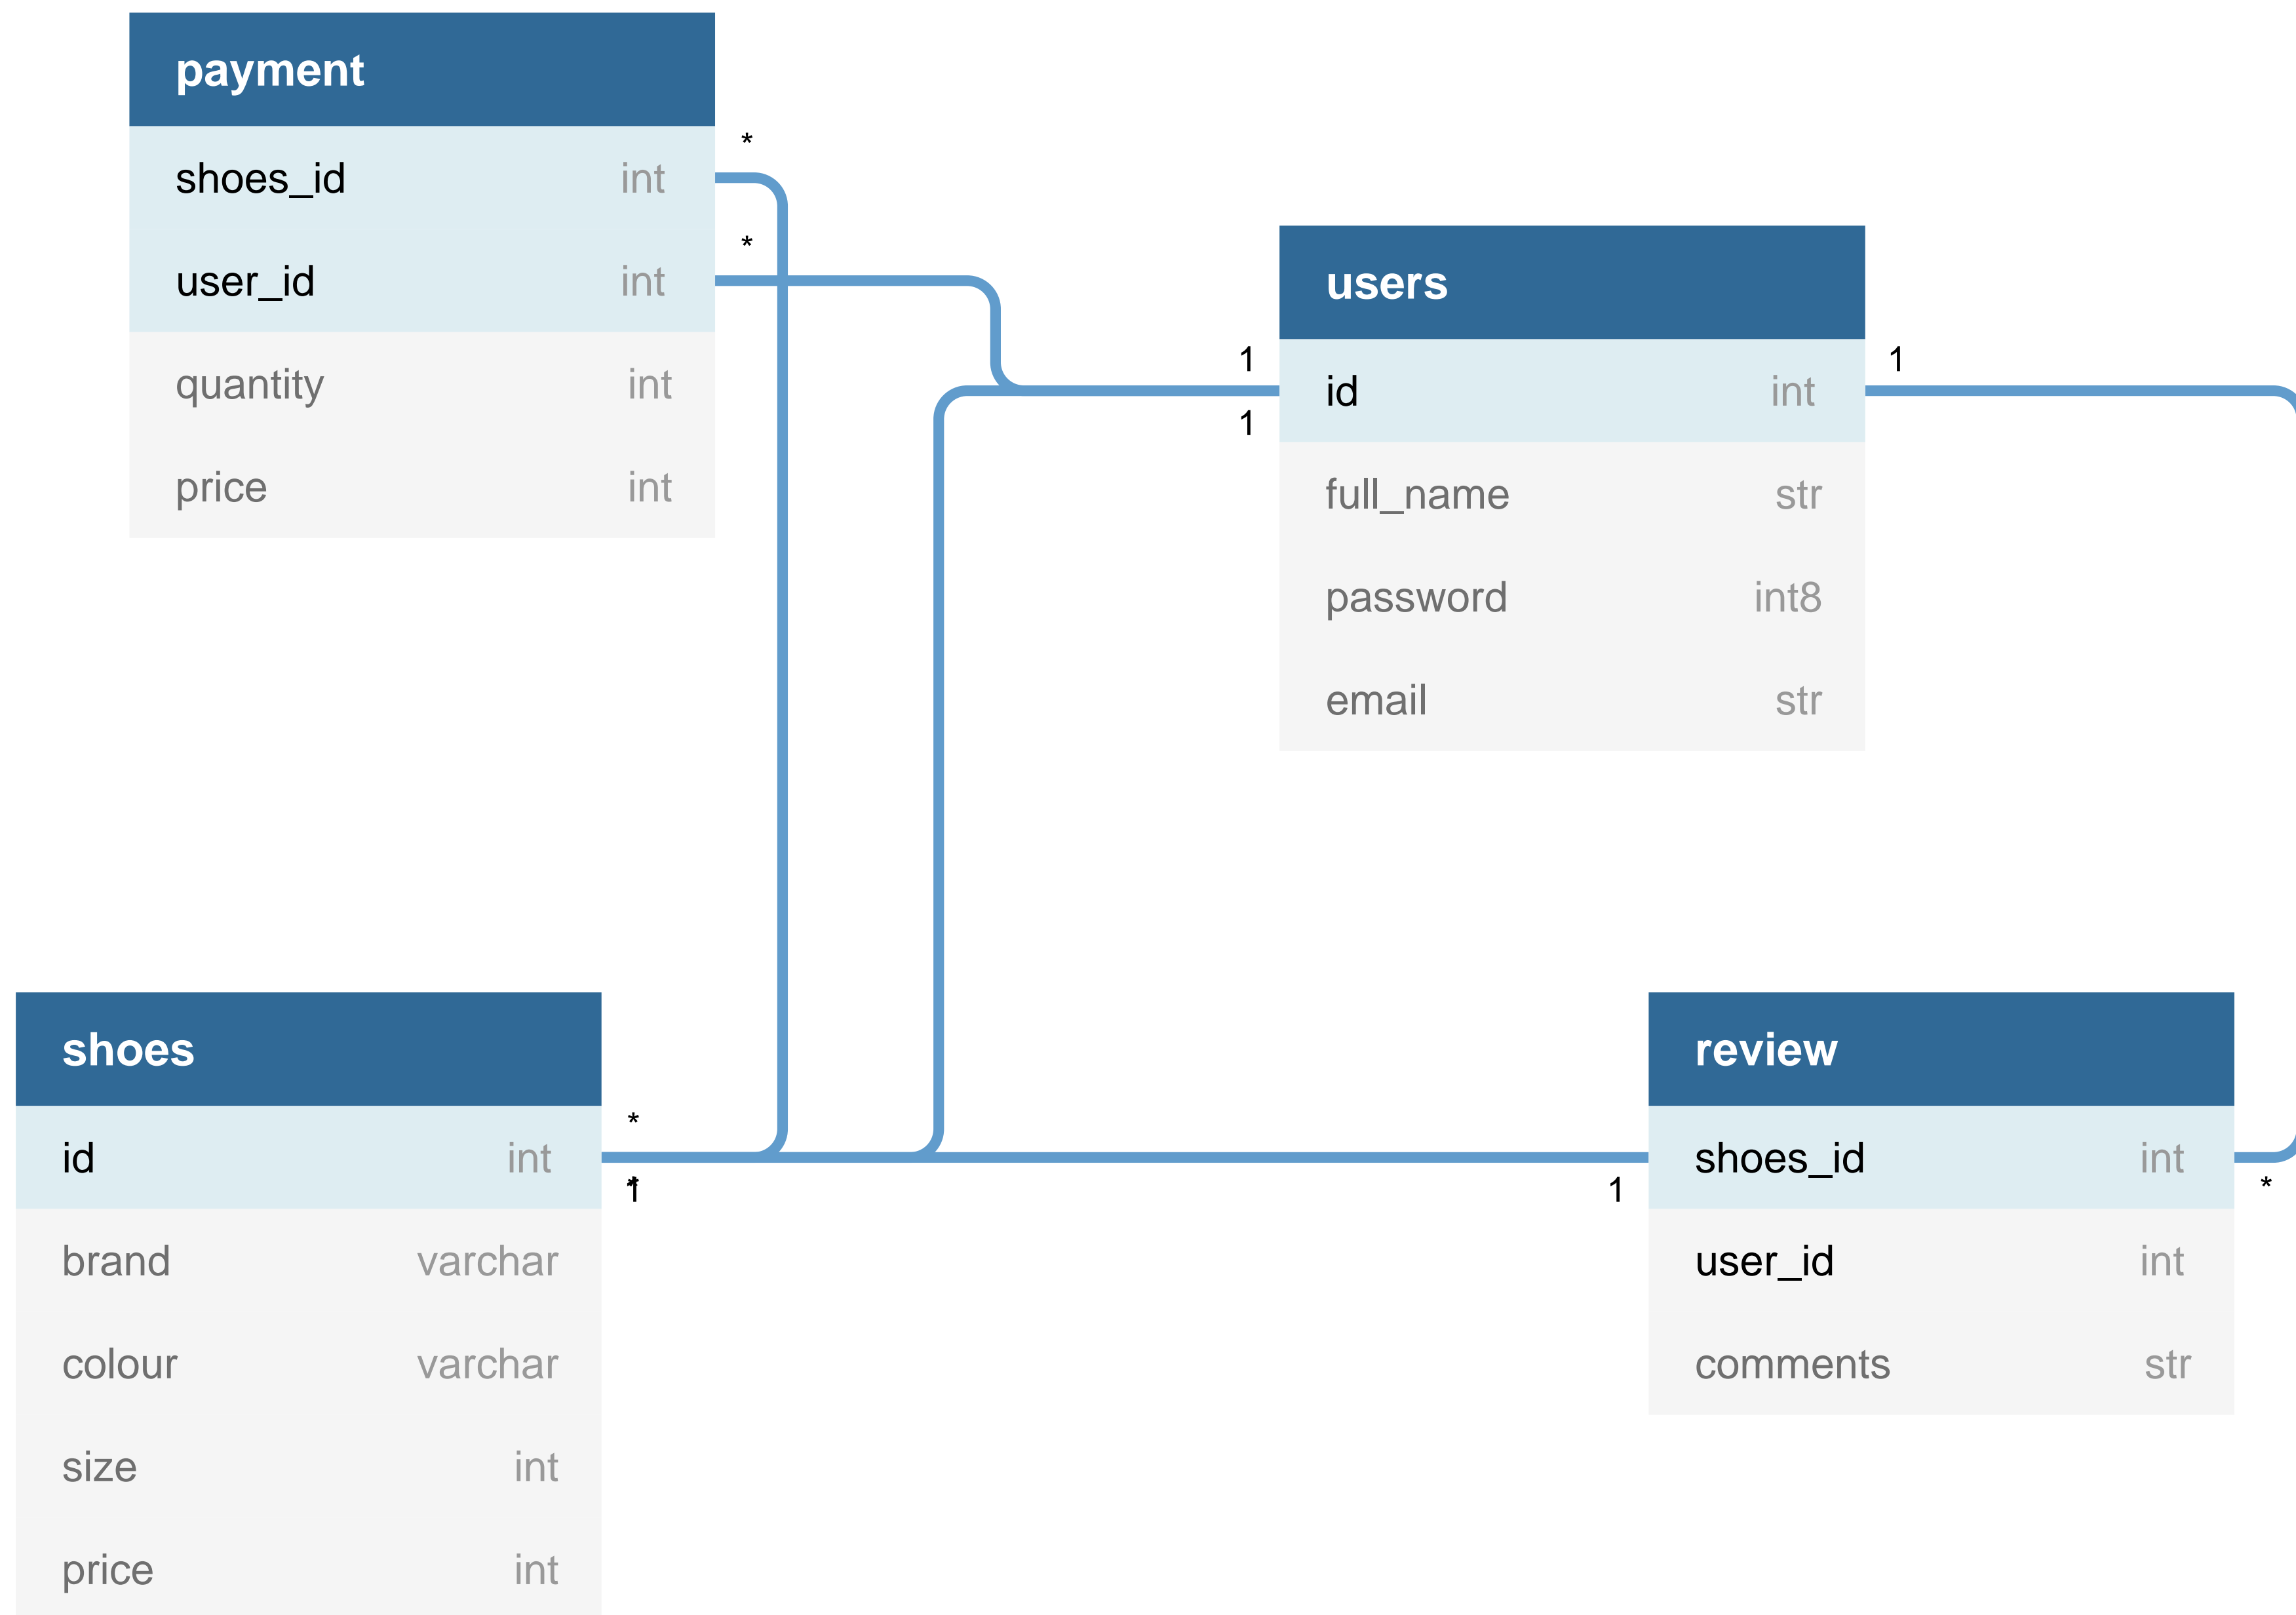 payment
shoes_id int
user_id int
quantity int
price int
*
*
users
id int
full_name str
password int8
email str
1
1
1
shoes
id int
brand varchar
colour varchar
size int
price int
*
*
1
review
shoes_id int
user_id int
comments str
1
*